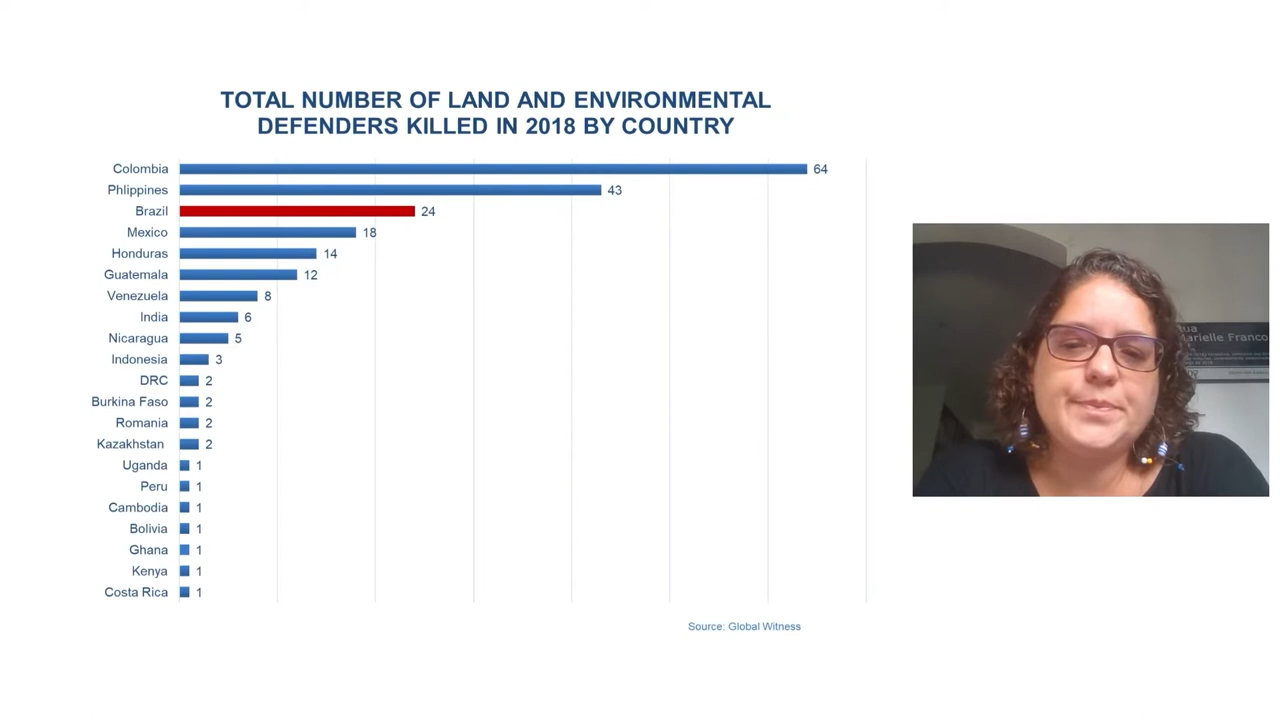 TOTAL NUMBER OF LAND AND ENVIRONMENTAL
DEFENDERS KILLED IN 2018 BY COUNTRY
Colombia 64
Phlippines 43
Brazil 24
Mexico 18
Honduras 14
Guatemala 12
Venezuela 8
India 6
Nicaragua 5
Indonesia 3
DRC 2
Burkina Faso 2
Romania 2
Kazakhstan 2
Uganda 1
Peru 1
Cambodia 1
Bolivia 1
Ghana 1
Kenya 1
Costa Rica 1
Source: Global Witness
Marielle Franco